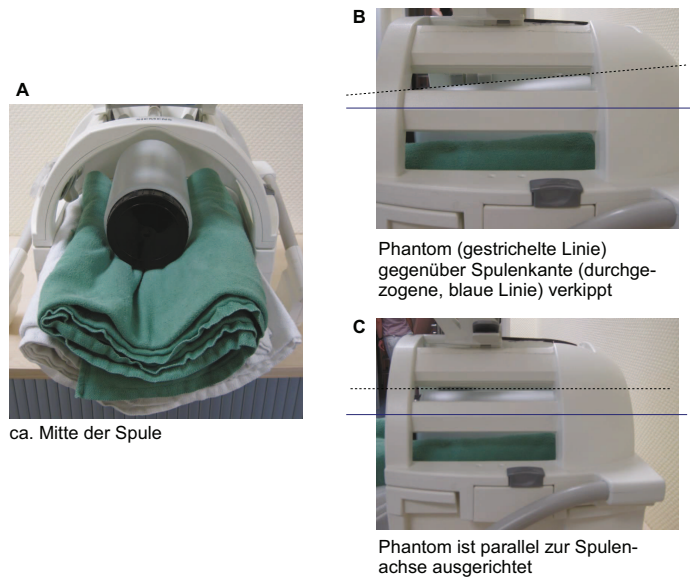 A
ca. Mitte der Spule
B
Phantom (gestrichelte Linie)
gegenüber Spulenkante (durchge-
zogene, blaue Linie) verkippt
C
Phantom ist parallel zur Spulen-
achse ausgerichtet